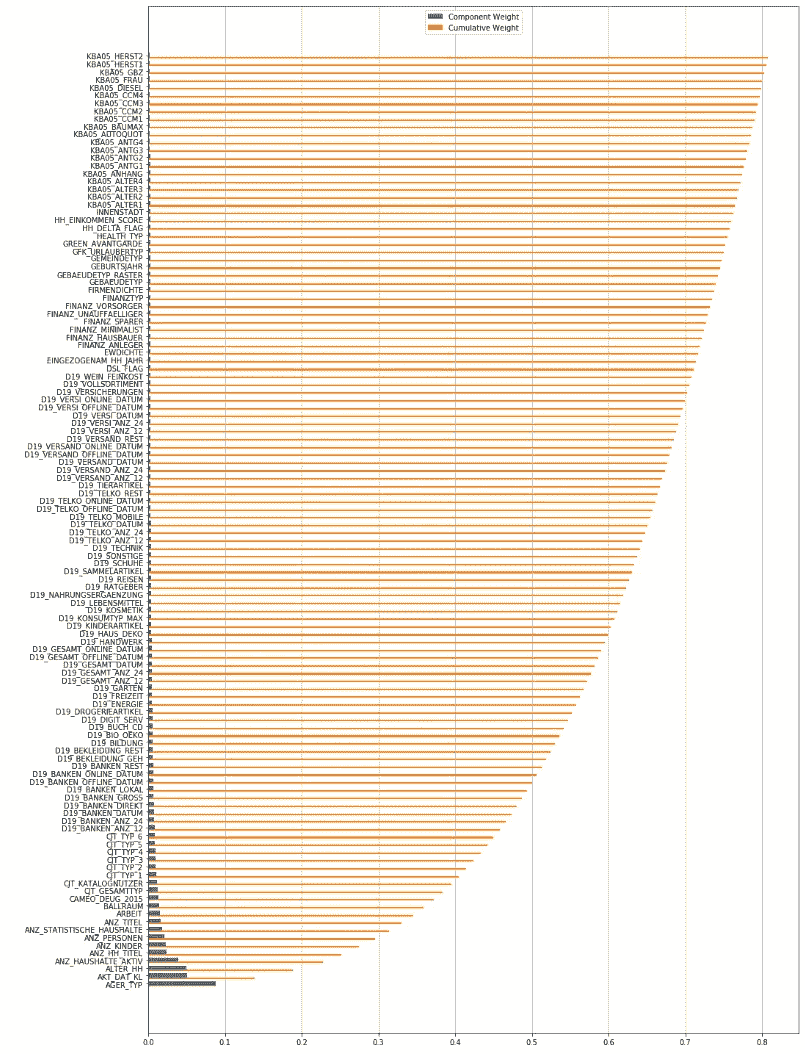 Component Weight
Cumulative Weight
KBA05_HERST2
KBA05_HERST1
KBA05_GBZ
KBA05_FRAU
KBA05_DIESEL
KBA05_CCM4
KBA05_CCM3
KBA05_CCM2
KBA05_CCM1
KBA05_BAUMAX
KBA05_AUTOQUOT
KBA05_ANTG4
KBA05_ANTG3
KBA05_ANTG2
KBA05_ANTG1
KBA05_ANHANG
KBA05_ALTER4
KBA05_ALTER3
KBA05_ALTER2
KBA05_ALTER1
INNENSTADT
HH_EINKOMMEN_SCORE
HH_DELTA_FLAG
HEALTH_TYP
GREEN_AVANTGARDE
GFK_URLAUBERTYP
GEMEINDETYP
GEBURTSJAHR
GEBAEUDETYP_RASTER
GEBAEUDETYP
FIRMENDICHTE
FINANZTYP
FINANZ_VORSORGER
FINANZ_UNAUFFAELLIGER
FINANZ_SPARER
FINANZ_MINIMALIST
FINANZ_HAUSBAUER
FINANZ_ANLEGER
EWDICHTE
EINGEZOGENAM_HH_JAHR
DSL_FLAG
D19_WEIN_FEINKOST
D19_VOLLSORTIMENT
D19_VERSICHERUNGEN
D19_VERSI_ONLINE_DATUM
D19_VERSI_OFFLINE_DATUM
D19_VERSI_DATUM
D19_VERSI_ANZ_24
D19_VERSI_ANZ_12
D19_VERSAND_REST
D19_VERSAND_ONLINE_DATUM
D19_VERSAND_OFFLINE_DATUM
D19_VERSAND_DATUM
D19_VERSAND_ANZ_24
D19_VERSAND_ANZ_12
D19_TIERARTIKEL
D19_TELKO_REST
D19_TELKO_ONLINE_DATUM
D19_TELKO_OFFLINE_DATUM
D19_TELKO_MOBILE
D19_TELKO_DATUM
D19_TELKO_ANZ_24
D19_TELKO_ANZ_12
D19_TECHNIK
D19_SONSTIGE
D19_SCHUHE
D19_SAMMELARTIKEL
D19_REISEN
D19_RATGEBER
D19_NAHRUNGSERGAENZUNG
D19_LEBENSMITTEL
D19_KOSMETIK
D19_KONSUMTYP_MAX
D19_KINDERARTIKEL
D19_HAUS_DEKO
D19_HANDWERK
D19_GESAMT_ONLINE_DATUM
D19_GESAMT_OFFLINE_DATUM
D19_GESAMT_DATUM
D19_GESAMT_ANZ_24
D19_GESAMT_ANZ_12
D19_GARTEN
D19_FREIZEIT
D19_ENERGIE
D19_DROGERIEARTIKEL
D19_DIGIT_SERV
D19_BUCH_CD
D19_BIO_OEKO
D19_BILDUNG
D19_BEKLEIDUNG_REST
D19_BEKLEIDUNG_GEH
D19_BANKEN_REST
D19_BANKEN_ONLINE_DATUM
D19_BANKEN_OFFLINE_DATUM
D19_BANKEN_LOKAL
D19_BANKEN_GROSS
D19_BANKEN_DIREKT
D19_BANKEN_DATUM
D19_BANKEN_ANZ_24
D19_BANKEN_ANZ_12
CJT_TYP_6
CJT_TYP_5
CJT_TYP_4
CJT_TYP_3
CJT_TYP_2
CJT_TYP_1
CJT_KATALOGNUTZER
CJT_GESAMTTYP
CAMEO_DEUG_2015
BALLRAUM
ARBEIT
ANZ_TITEL
ANZ_STATISTISCHE_HAUSHALTE
ANZ_PERSONEN
ANZ_KINDER
ANZ_HH_TITEL
ANZ_HAUSHALTE_AKTIV
ALTER_HH
AKT_DAT_KL
AGER_TYP
0.0 0.1 0.2 0.3 0.4 0.5 0.6 0.7 0.8